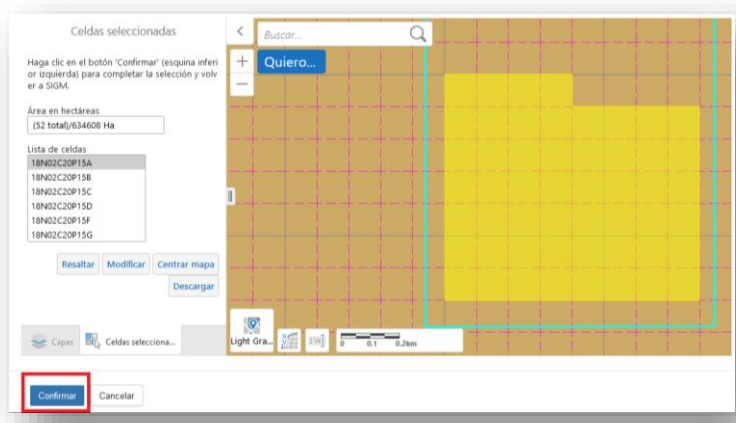 Celdas seleccionadas
Haga clic en el botón 'Confirmar' (esquina inferi
or izquierda) para completar la selección y volv
er a SIGM.
Área en hectáreas
(52 total)/634608 Ha
Lista de celdas
18N02C20P15A
18N02C20P15B
18N02C20P15C
18N02C20P15D
18N02C20P15F
18N02C20P15G
Resaltar Modificar Centrar mapa
Descargar
Capas Celdas selecciona...
Confirmar Cancelar
Buscar...
+ Quiero...
−
Light Gra...
0 0.1 0.2km